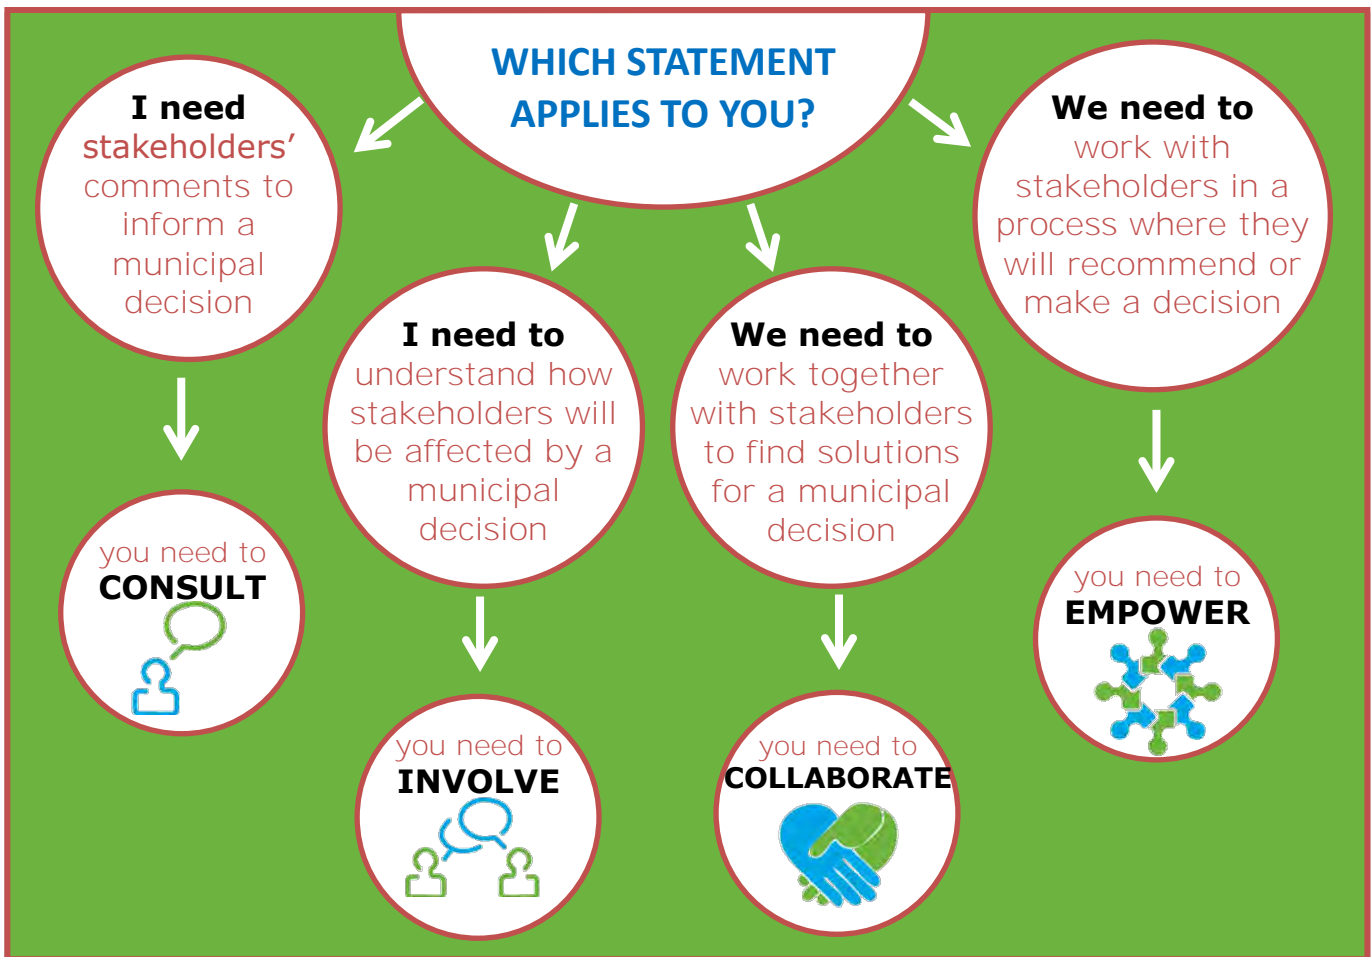 WHICH STATEMENT
APPLIES TO YOU?
I need
stakeholders’
comments to
inform a
municipal
decision
you need to
CONSULT
I need to
understand how
stakeholders will
be affected by a
municipal
decision
you need to
INVOLVE
We need to
work together
with stakeholders
to find solutions
for a municipal
decision
you need to
COLLABORATE
We need to
work with
stakeholders in a
process where they
will recommend or
make a decision
you need to
EMPOWER